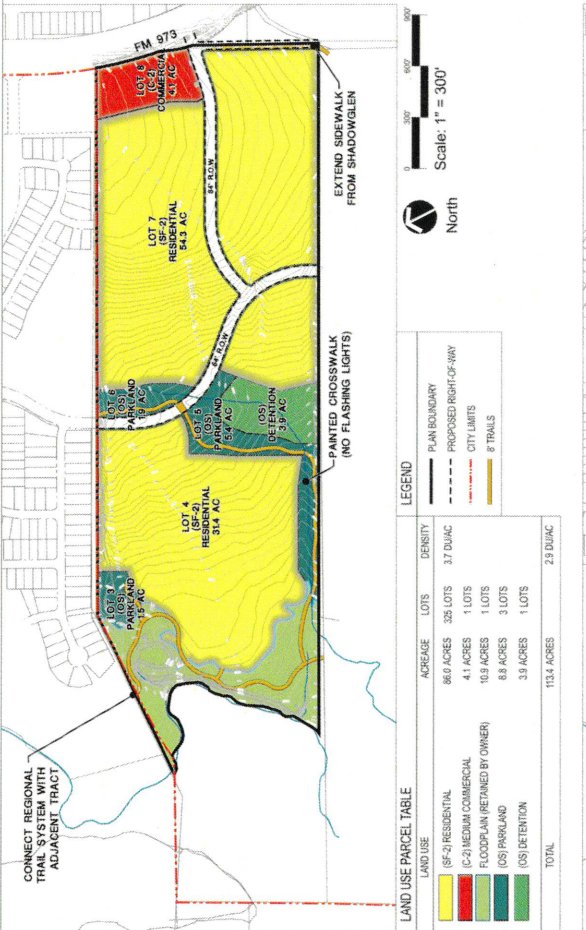 CONNECT REGIONAL
TRAIL SYSTEM WITH
ADJACENT TRACT
FM 973
LOT 8
(C-2)
COMMERCIAL
4.1 AC
LOT 7
(SF-2)
RESIDENTIAL
54.3 AC
64' R.O.W
64' R.O.W
LOT 6
(OS)
PARKLAND
1.9 AC
LOT 5
(OS)
PARKLAND
5.4 AC
(OS)
DETENTION
3.9 AC
LOT 4
(SF-2)
RESIDENTIAL
31.4 AC
LOT 3
(OS)
PARKLAND
1.5 AC
EXTEND SIDEWALK
FROM SHADOWGLEN
PAINTED CROSSWALK
(NO FLASHING LIGHTS)
LAND USE PARCEL TABLE
LAND USE ACREAGE LOTS DENSITY
(SF-2) RESIDENTIAL 86.0 ACRES 325 LOTS 3.7 DU/AC
(C-2) MEDIUM COMMERCIAL 4.1 ACRES 1 LOTS
FLOODPLAIN (RETAINED BY OWNER) 10.9 ACRES 1 LOTS
(OS) PARKLAND 8.8 ACRES 3 LOTS
(OS) DETENTION 3.9 ACRES 1 LOTS
TOTAL 113.4 ACRES 2.9 DU/AC
LEGEND
PLAN BOUNDARY
PROPOSED RIGHT-OF-WAY
CITY LIMITS
8' TRAILS
North
0 300' 600' 900'
Scale: 1" = 300'